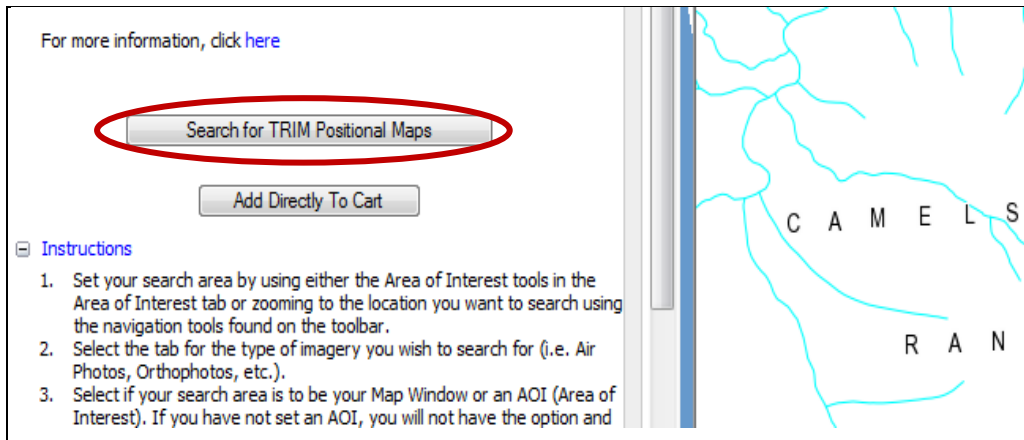 For more information, click here
Search for TRIM Positional Maps
Add Directly To Cart
Instructions
1. Set your search area by using either the Area of Interest tools in the
Area of Interest tab or zooming to the location you want to search using
the navigation tools found on the toolbar.
2. Select the tab for the type of imagery you wish to search for (i.e. Air
Photos, Orthophotos, etc.).
3. Select if your search area is to be your Map Window or an AOI (Area of
Interest). If you have not set an AOI, you will not have the option and
C A M E L S
R A N